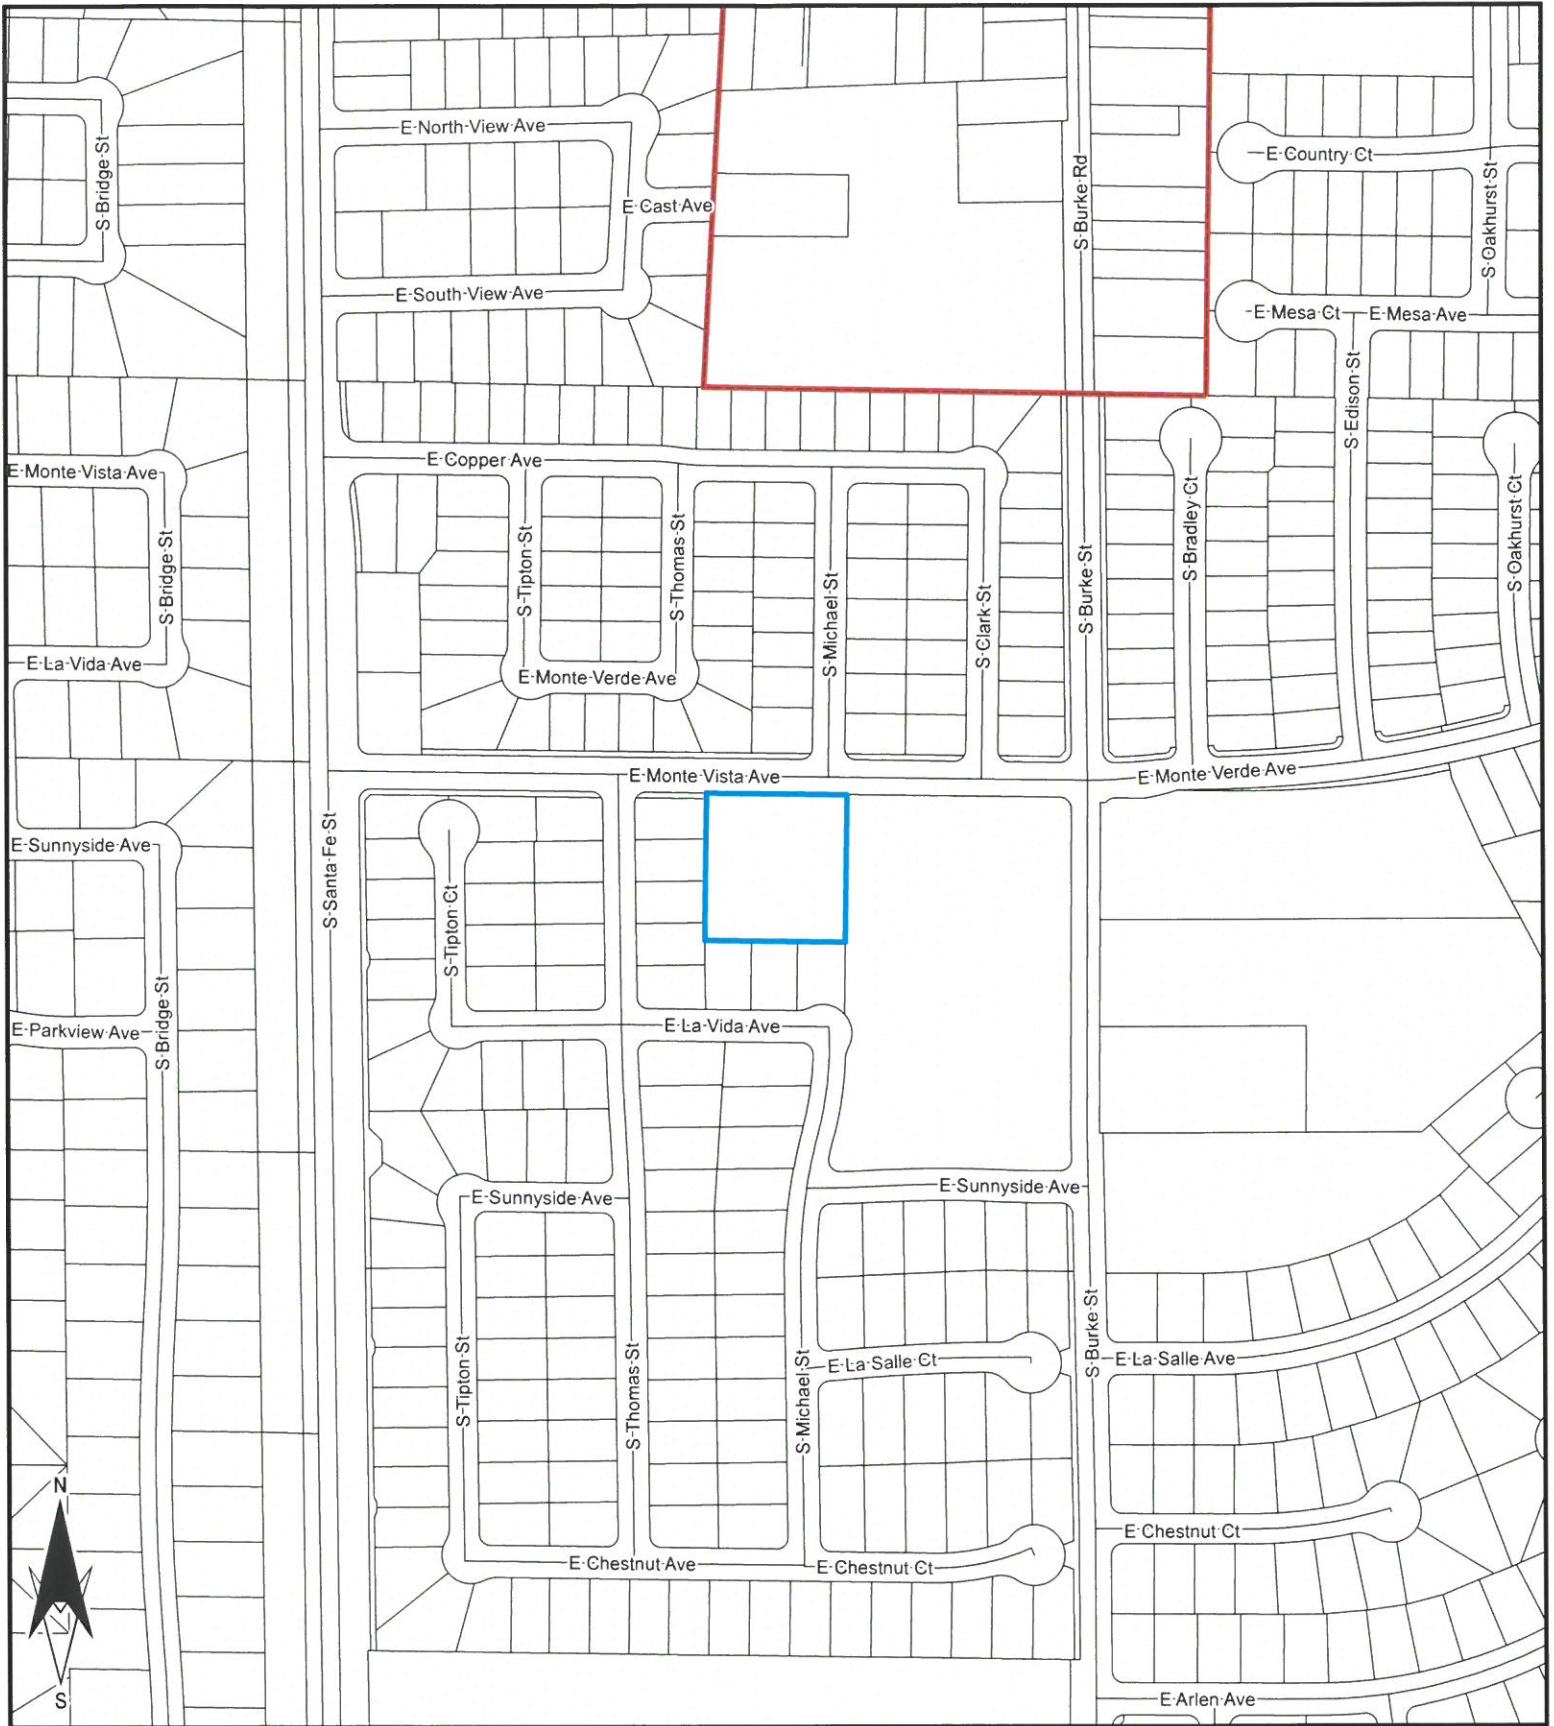 E North View Ave
S Bridge St
E Country Ct
S Burke Rd
E Cast Ave
S Oakhurst St
E South View Ave
E Mesa Ct
E Mesa Ave
S Edison St
E Copper Ave
E Monte Vista Ave
S Bridge St
S Tipton St
S Thomas St
S Michael St
S Clark St
S Burke St
S Bradley Ct
S Oakhurst Ct
E La Vida Ave
E Monte Verde Ave
E Monte Vista Ave
E Monte Verde Ave
E Sunnyside Ave
S Santa Fe St
S Tipton Ct
S Bridge St
E Parkview Ave
E La Vida Ave
E Sunnyside Ave
E Sunnyside Ave
S Tipton St
S Thomas St
S Michael St
S Burke St
E La Salle Ct
E La Salle Ave
N
E Chestnut Ct
E Chestnut Ave
E Chestnut Ct
S
E Arlen Ave